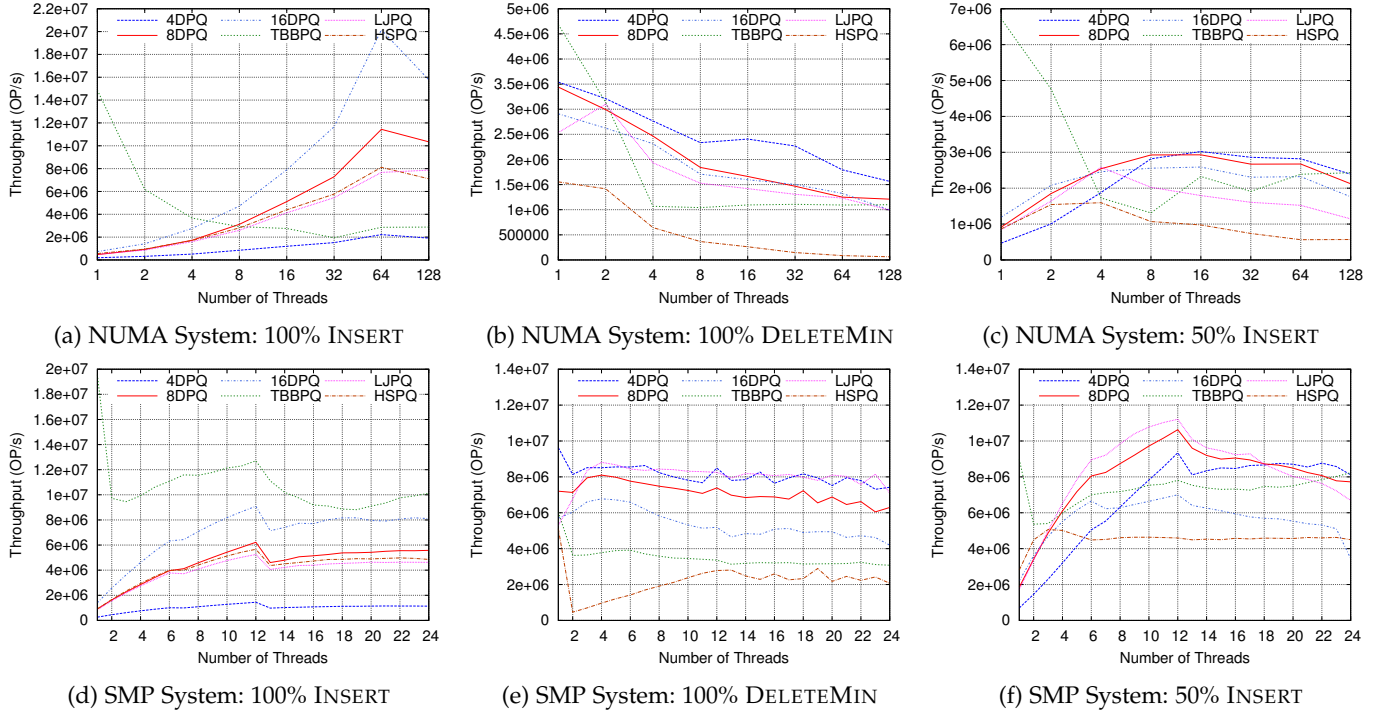 2.2e+07
2e+07
1.8e+07
1.6e+07
1.4e+07
1.2e+07
1e+07
8e+06
6e+06
4e+06
2e+06
0
Throughput (OP/s)
4DPQ 16DPQ LJPQ
8DPQ TBBPQ HSPQ
1 2 4 8 16 32 64 128
Number of Threads
(a) NUMA System: 100% INSERT
5e+06
4.5e+06
4e+06
3.5e+06
3e+06
2.5e+06
2e+06
1.5e+06
1e+06
500000
0
Throughput (OP/s)
4DPQ 16DPQ LJPQ
8DPQ TBBPQ HSPQ
1 2 4 8 16 32 64 128
Number of Threads
(b) NUMA System: 100% DELETEMIN
7e+06
6e+06
5e+06
4e+06
3e+06
2e+06
1e+06
0
Throughput (OP/s)
4DPQ 16DPQ LJPQ
8DPQ TBBPQ HSPQ
1 2 4 8 16 32 64 128
Number of Threads
(c) NUMA System: 50% INSERT
2e+07
1.8e+07
1.6e+07
1.4e+07
1.2e+07
1e+07
8e+06
6e+06
4e+06
2e+06
0
Throughput (OP/s)
4DPQ 16DPQ LJPQ
8DPQ TBBPQ HSPQ
2 4 6 8 10 12 14 16 18 20 22 24
Number of Threads
(d) SMP System: 100% INSERT
1.4e+07
1.2e+07
1e+07
8e+06
6e+06
4e+06
2e+06
0
Throughput (OP/s)
4DPQ 16DPQ LJPQ
8DPQ TBBPQ HSPQ
2 4 6 8 10 12 14 16 18 20 22 24
Number of Threads
(e) SMP System: 100% DELETEMIN
1.4e+07
1.2e+07
1e+07
8e+06
6e+06
4e+06
2e+06
0
Throughput (OP/s)
4DPQ 16DPQ LJPQ
8DPQ TBBPQ HSPQ
2 4 6 8 10 12 14 16 18 20 22 24
Number of Threads
(f) SMP System: 50% INSERT